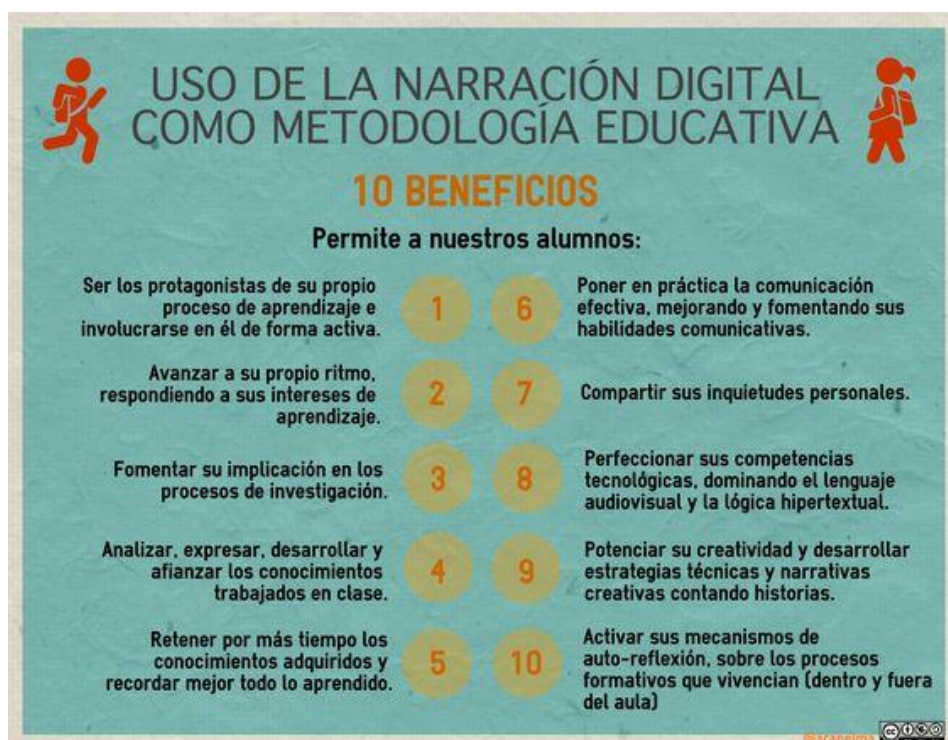 USO DE LA NARRACIÓN DIGITAL
COMO METODOLOGÍA EDUCATIVA
10 BENEFICIOS
Permite a nuestros alumnos:
Ser los protagonistas de su propio
proceso de aprendizaje e
involucrarse en él de forma activa.
1
Avanzar a su propio ritmo,
respondiendo a sus intereses de
aprendizaje.
2
Fomentar su implicación en los
procesos de investigación.
3
Analizar, expresar, desarrollar y
afianzar los conocimientos
trabajados en clase.
4
Retener por más tiempo los
conocimientos adquiridos y
recordar mejor todo lo aprendido.
5
6
Poner en práctica la comunicación
efectiva, mejorando y fomentando sus
habilidades comunicativas.
7
Compartir sus inquietudes personales.
8
Perfeccionar sus competencias
tecnológicas, dominando el lenguaje
audiovisual y la lógica hipertextual.
9
Potenciar su creatividad y desarrollar
estrategias técnicas y narrativas
creativas contando historias.
10
Activar sus mecanismos de
auto-reflexión, sobre los procesos
formativos que vivencian (dentro y fuera
del aula)